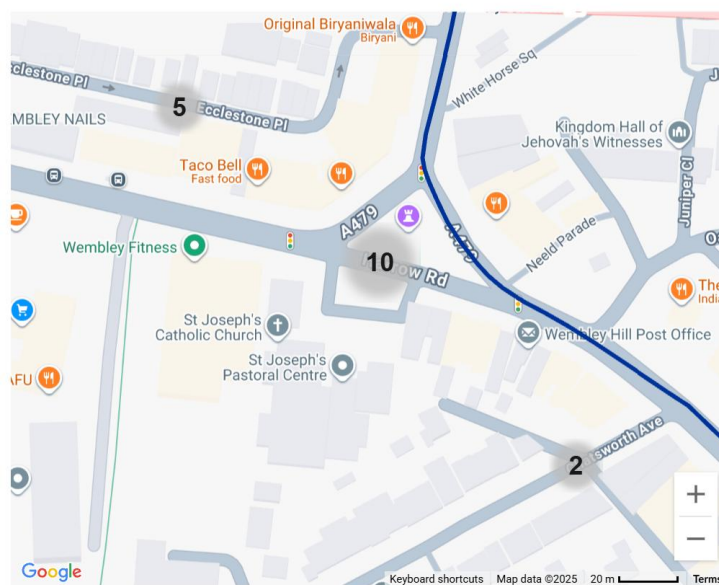 Original Biryaniwala
Biryani
cclestone Pl
5
Ecclestone Pl
White Horse Sq
MBLEY NAILS
Kingdom Hall of
Jehovah's Witnesses
J
Taco Bell
Fast food
Juniper Cl
A479
A479
Wembley Fitness
10
Rd
Neeld Parade
The
India
St Joseph's
Catholic Church
Wembley Hill Post Office
St Joseph's
Pastoral Centre
AFU
2
Ave
+
−
Google
Keyboard shortcuts
Map data ©2025
20 m
Terms